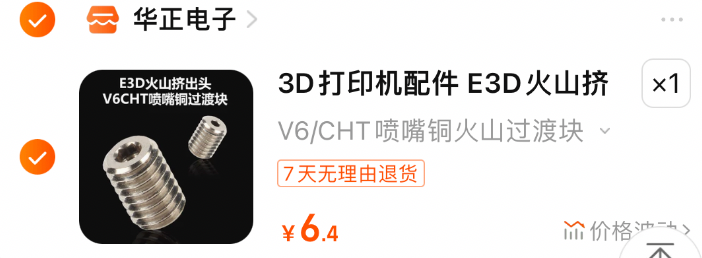 华正电子
E3D火山挤出头
V6CHT喷嘴铜过渡块
3D打印机配件 E3D火山挤
×1
V6/CHT喷嘴铜火山过渡块
7天无理由退货
¥6.4
价格波动